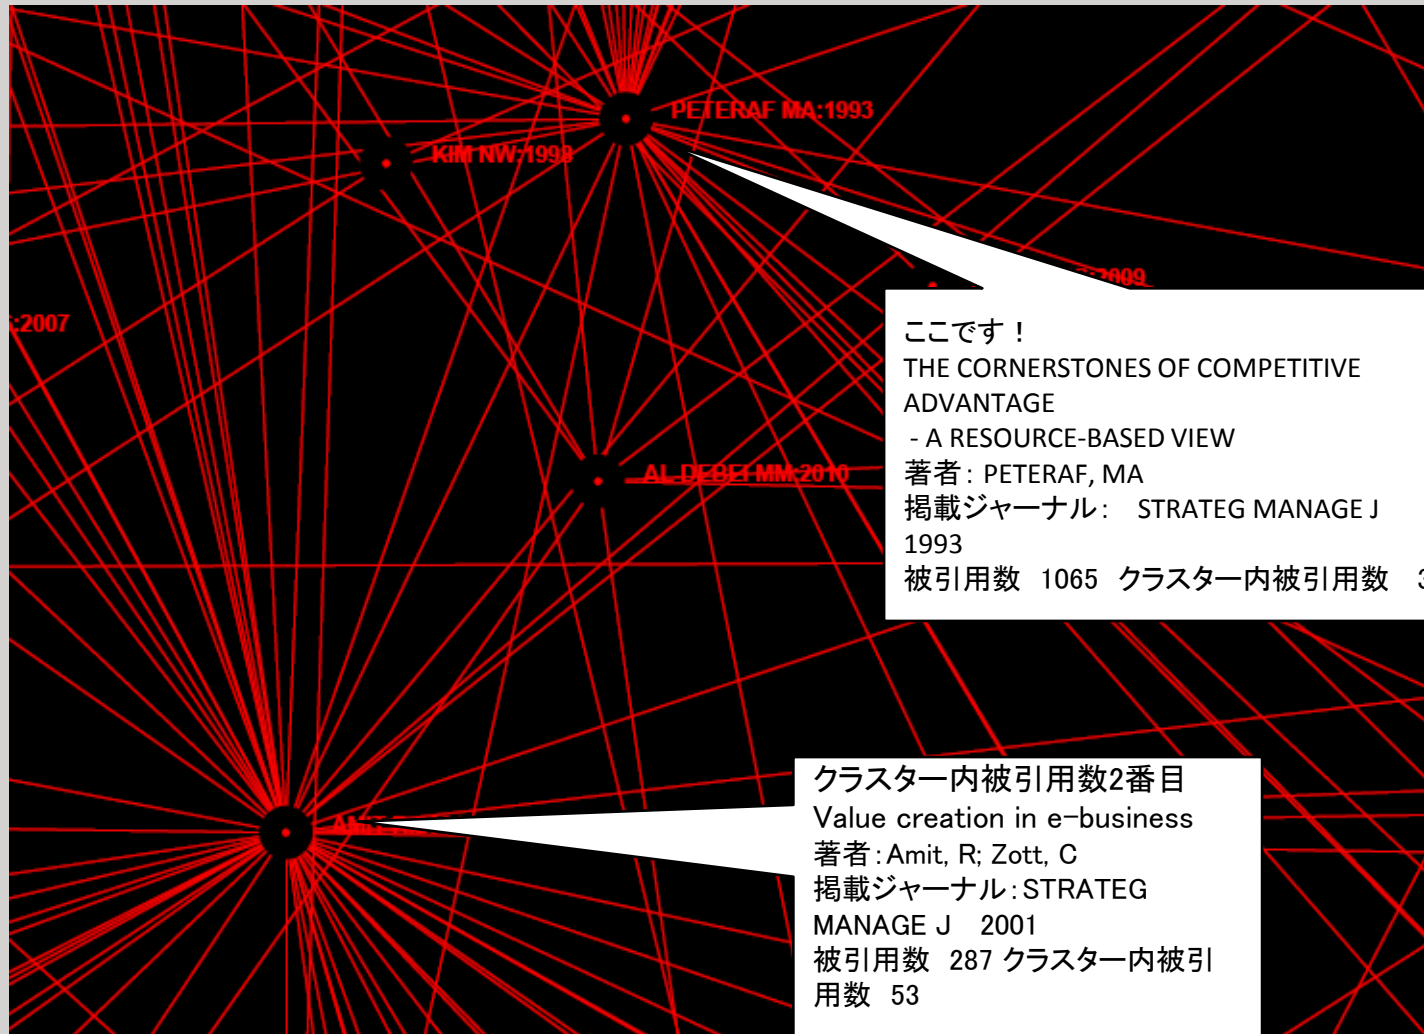 PETERAF MA:1993
KIM NW:1998
:2009
:2007
ここです！
THE CORNERSTONES OF COMPETITIVE
ADVANTAGE
- A RESOURCE-BASED VIEW
著者: PETERAF, MA
掲載ジャーナル: STRATEG MANAGE J
1993
被引用数 1065 クラスター内被引用数
AL-DEBEI MM:2010
クラスター内被引用数2番目
Value creation in e-business
著者:Amit, R; Zott, C
掲載ジャーナル:STRATEG
MANAGE J 2001
被引用数 287 クラスター内被引
用数 53